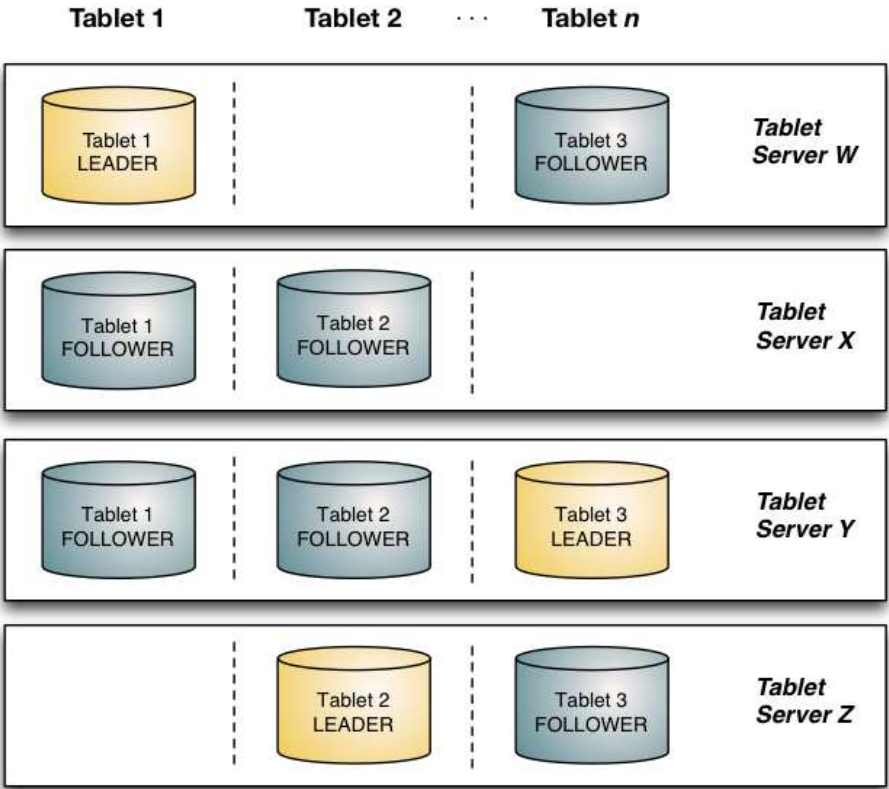 Tablet 1 Tablet 2 . . . Tablet n
Tablet 1
LEADER
Tablet 3
FOLLOWER
Tablet
Server W
Tablet 1
FOLLOWER
Tablet 2
FOLLOWER
Tablet
Server X
Tablet 1
FOLLOWER
Tablet 2
FOLLOWER
Tablet 3
LEADER
Tablet
Server Y
Tablet 2
LEADER
Tablet 3
FOLLOWER
Tablet
Server Z